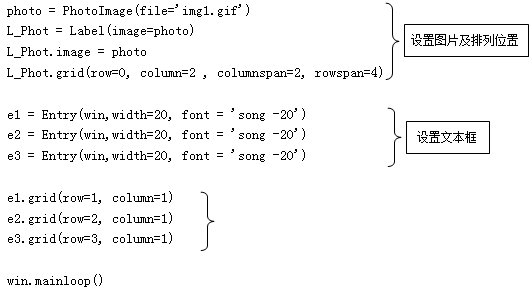 photo = PhotoImage(file='img1.gif')
L_Phot = Label(image=photo)
L_Phot.image = photo
设置图片及排列位置
L_Phot.grid(row=0, column=2 , columnspan=2, rowspan=4)
e1 = Entry(win,width=20, font = 'song -20')
e2 = Entry(win,width=20, font = 'song -20')
设置文本框
e3 = Entry(win,width=20, font = 'song -20')
e1.grid(row=1, column=1)
e2.grid(row=2, column=1)
e3.grid(row=3, column=1)
win.mainloop()